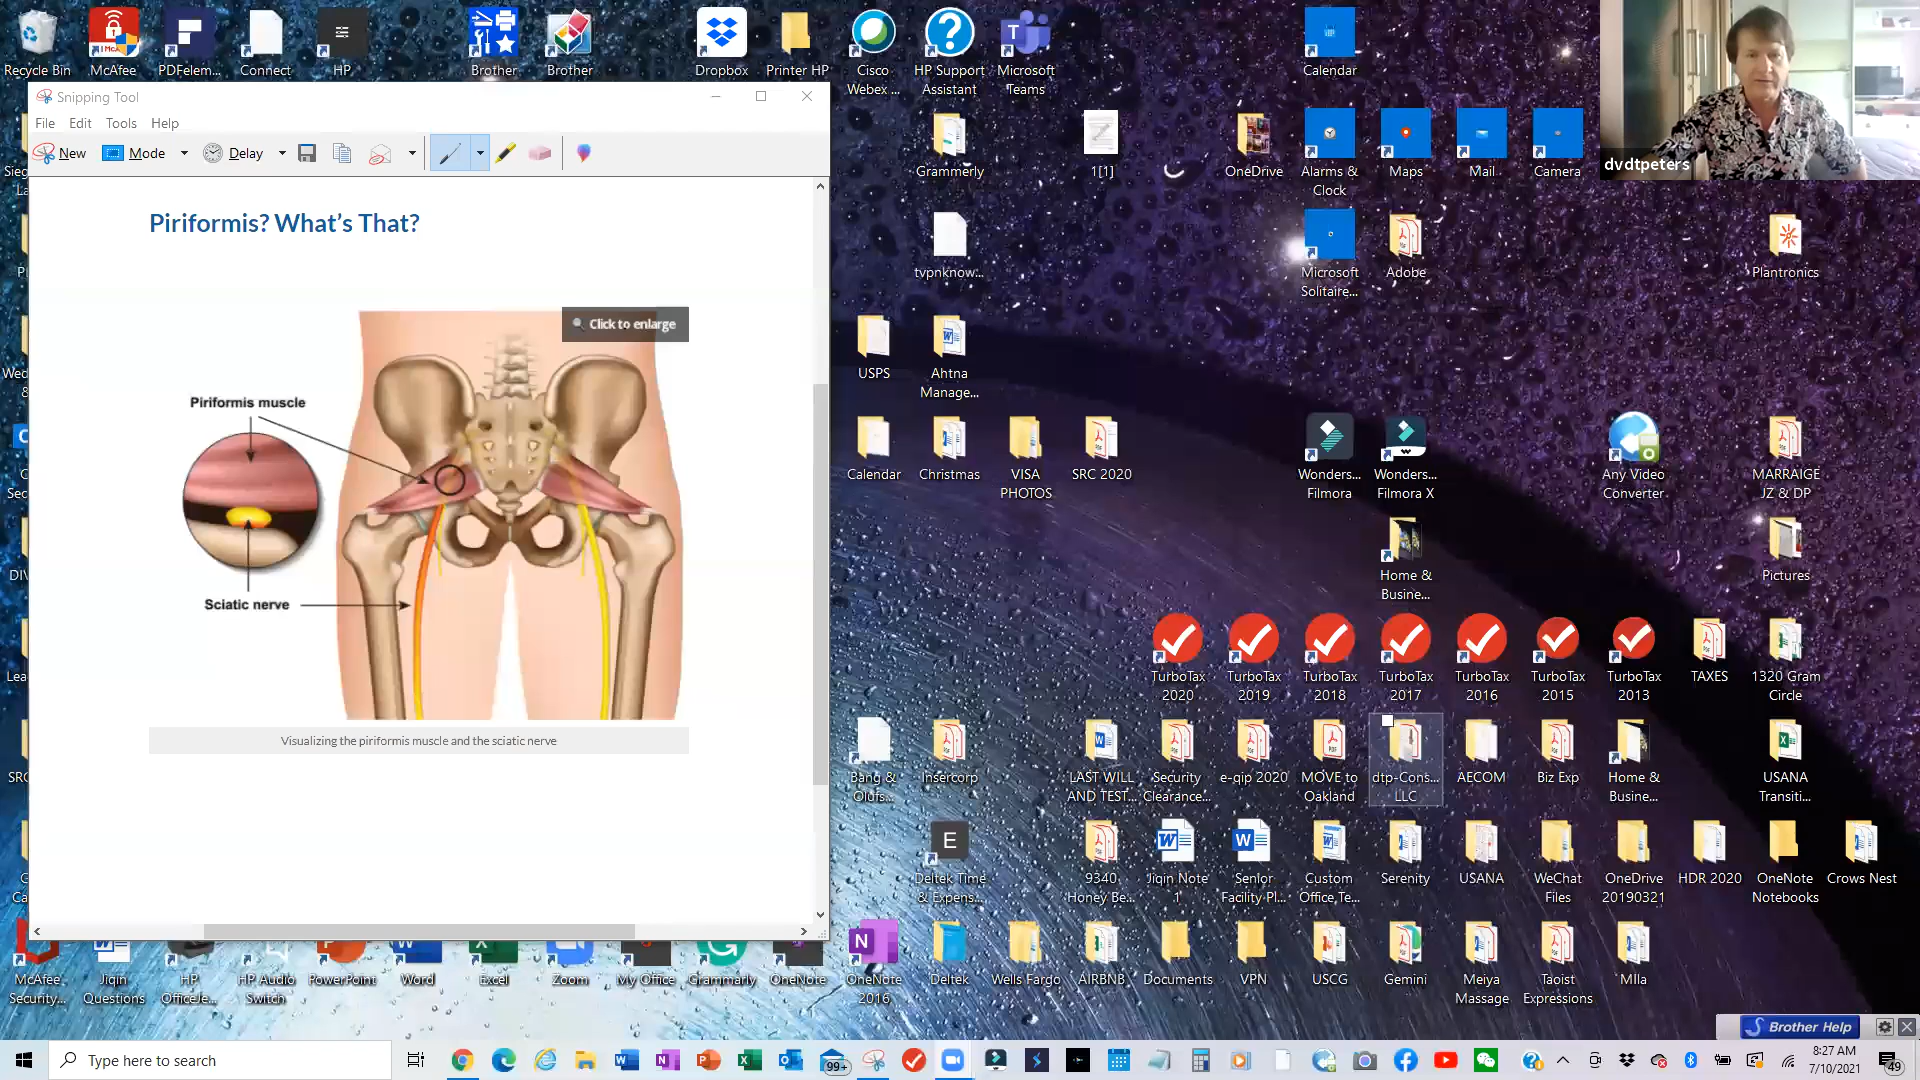 Recycle Bin
McAfee
PDFelem...
Connect
HP
Brother
Brother
Dropbox
Printer HP
Cisco
Webex ...
HP Support
Assistant
Microsoft
Teams
Calendar
dvdtpeters
Snipping Tool
File Edit Tools Help
New Mode Delay
Piriformis? What's That?
Click to enlarge
Piriformis muscle
Sciatic nerve
Visualizing the piriformis muscle and the sciatic nerve
Grammerly
1[1]
OneDrive
Alarms &
Clock
Maps
Mail
Camera
tvpnknow...
Microsoft
Solitaire...
Adobe
Plantronics
USPS
Ahtna
Manage...
Calendar
Christmas
VISA
PHOTOS
SRC 2020
Wonders...
Filmora
Wonders...
Filmora X
Any Video
Converter
MARRAIGE
JZ & DP
Home &
Busine...
Pictures
TurboTax
2020
TurboTax
2019
TurboTax
2018
TurboTax
2017
TurboTax
2016
TurboTax
2015
TurboTax
2013
TAXES
1320 Gram
Circle
Bang &
Olufs...
Insercorp
LAST WILL
AND TEST...
Security
Clearance...
e-qip 2020
MOVE to
Oakland
dtp-Cons...
LLC
AECOM
Biz Exp
Home &
Busine...
USANA
Transiti...
Deltek Time
& Expens...
9340
Honey Be...
Jiqin Note
1
Senior
Facility Pl...
Custom
Office Te...
Serenity
USANA
WeChat
Files
OneDrive
20190321
HDR 2020
OneNote
Notebooks
Crows Nest
McAfee
Security...
Jiqin
Questions
HP
OfficeJe...
HP Audio
Switch
PowerPoint
Word
Excel
Zoom
My Office
Grammarly
OneNote
OneNote
2016
Deltek
Wells Fargo
AIRBNB
Documents
VPN
USCG
Gemini
Meiya
Massage
Taoist
Expressions
MIla
Brother Help
Type here to search
99+
8:27 AM
7/10/2021
49